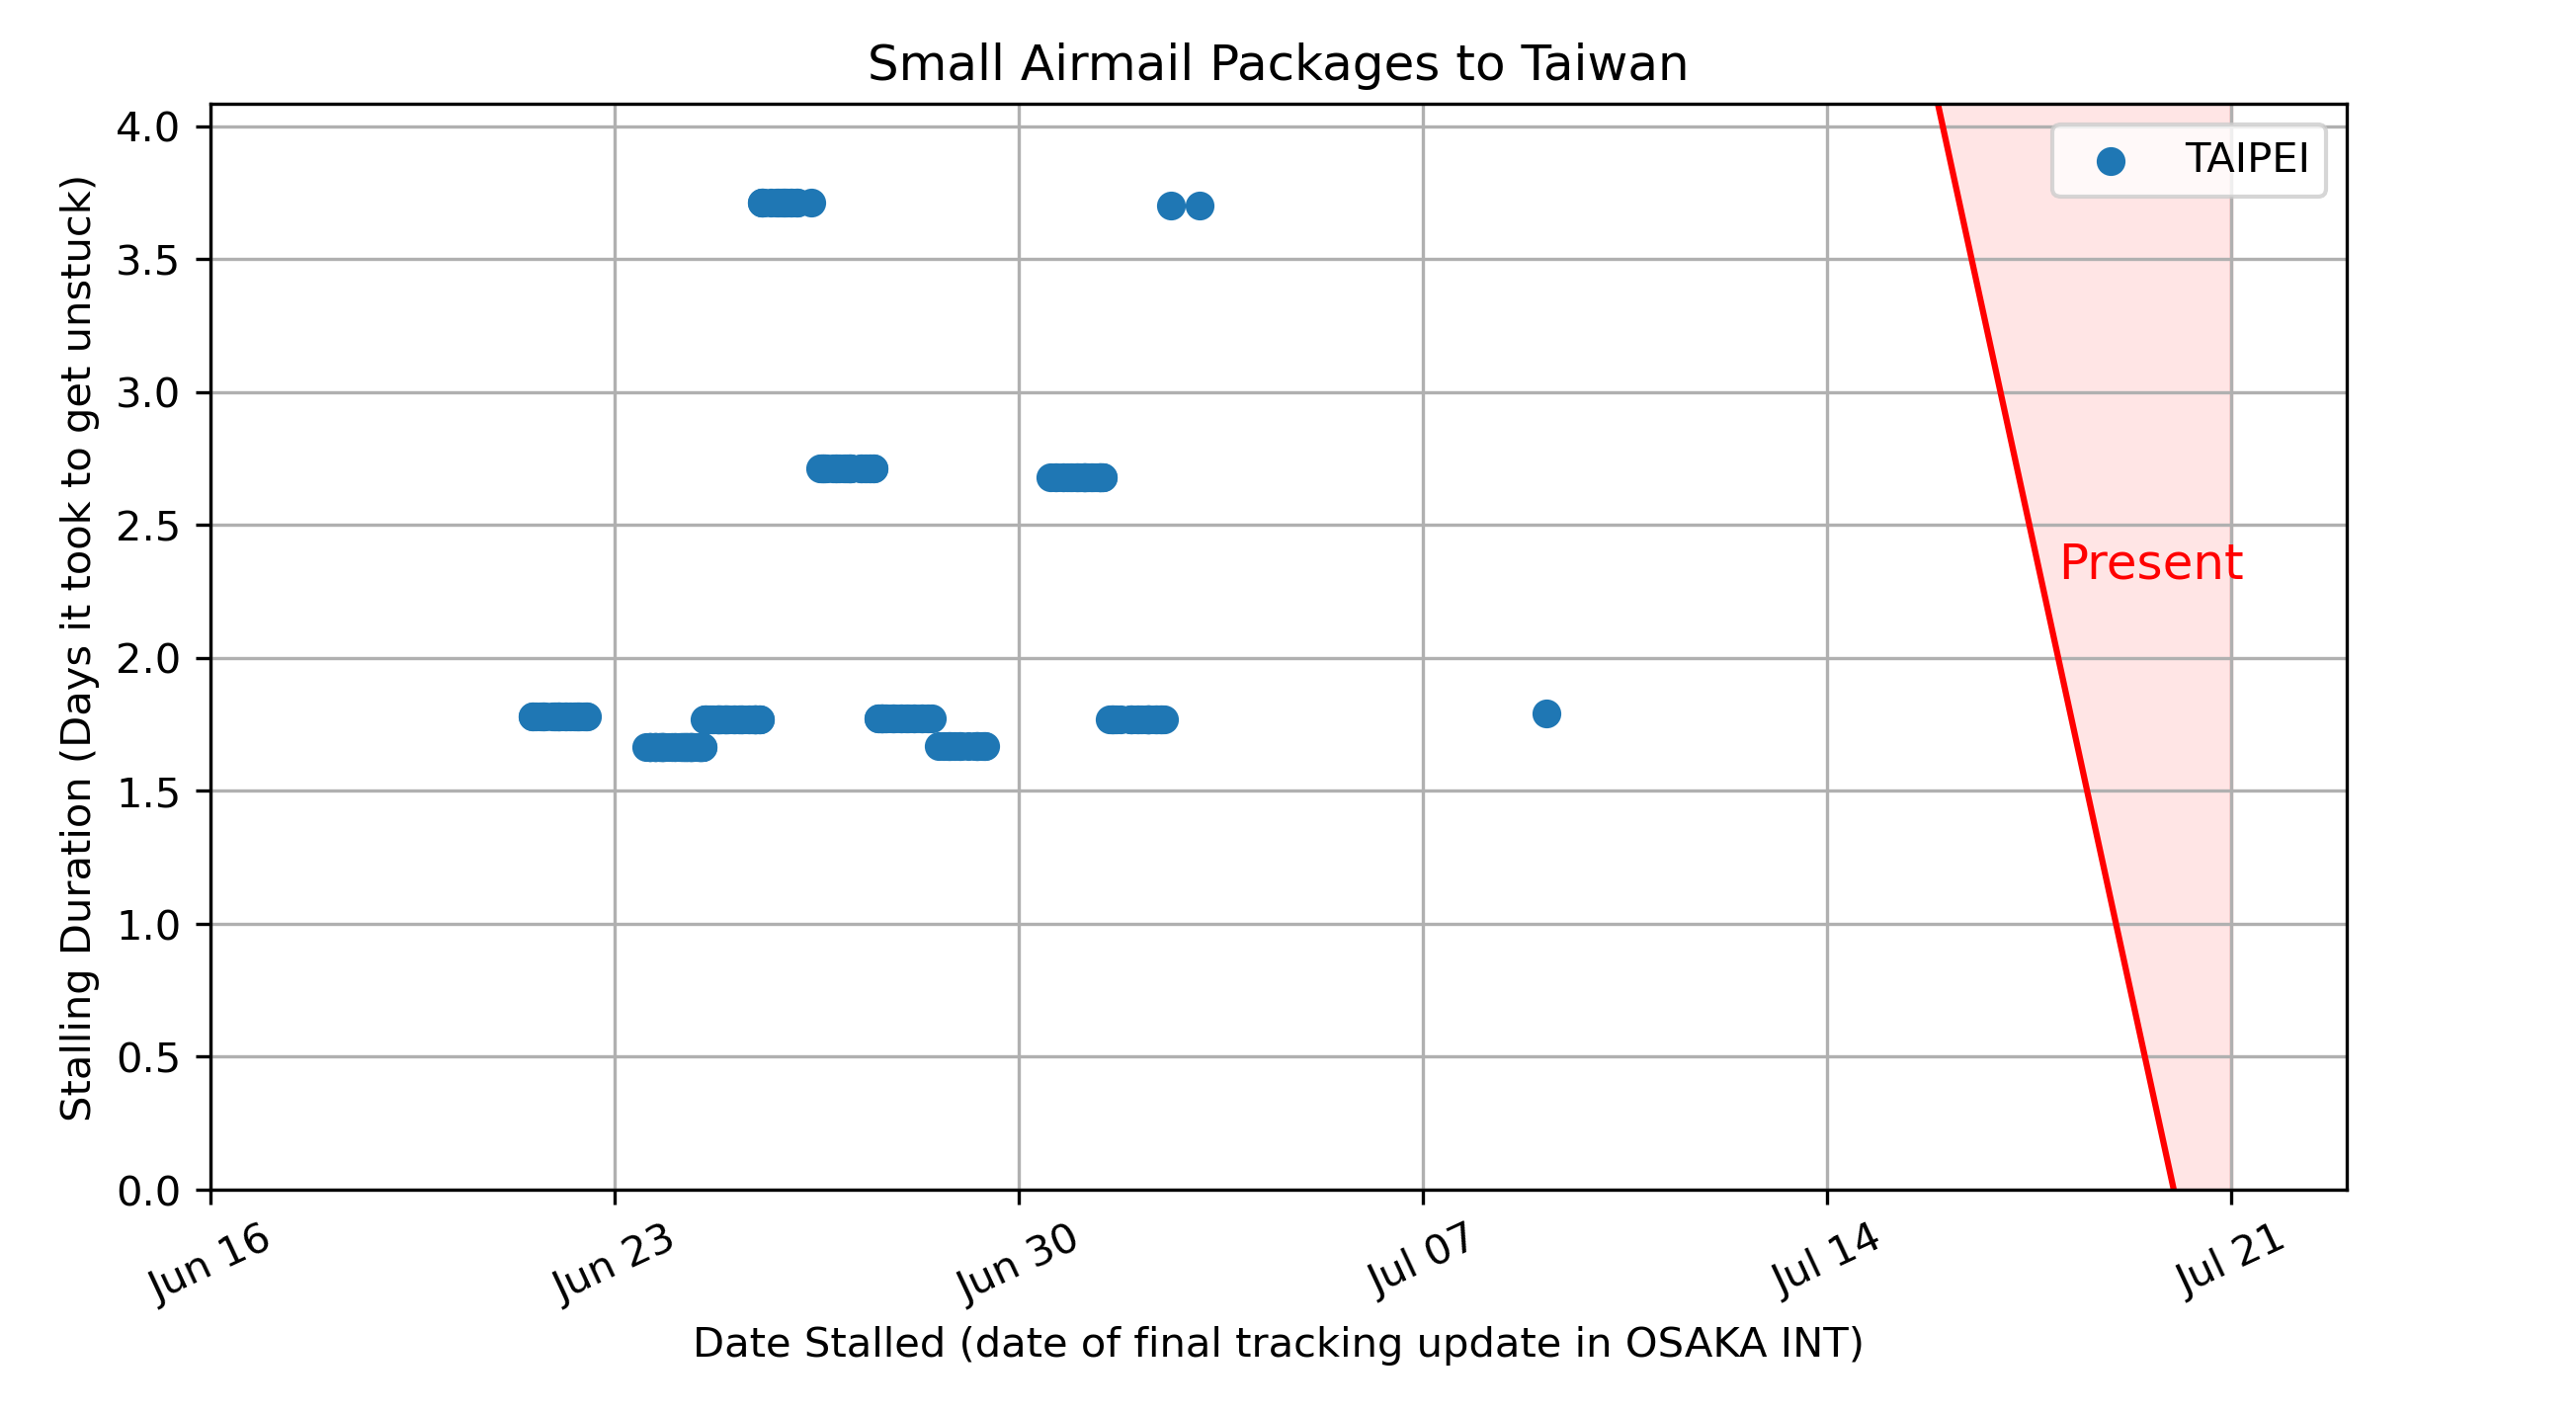 Small Airmail Packages to Taiwan
Stalling Duration (Days it took to get unstuck)
4.0
3.5
3.0
2.5
2.0
1.5
1.0
0.5
0.0
TAIPEI
Present
Jun 16
Jun 23
Jun 30
Jul 07
Jul 14
Jul 21
Date Stalled (date of final tracking update in OSAKA INT)